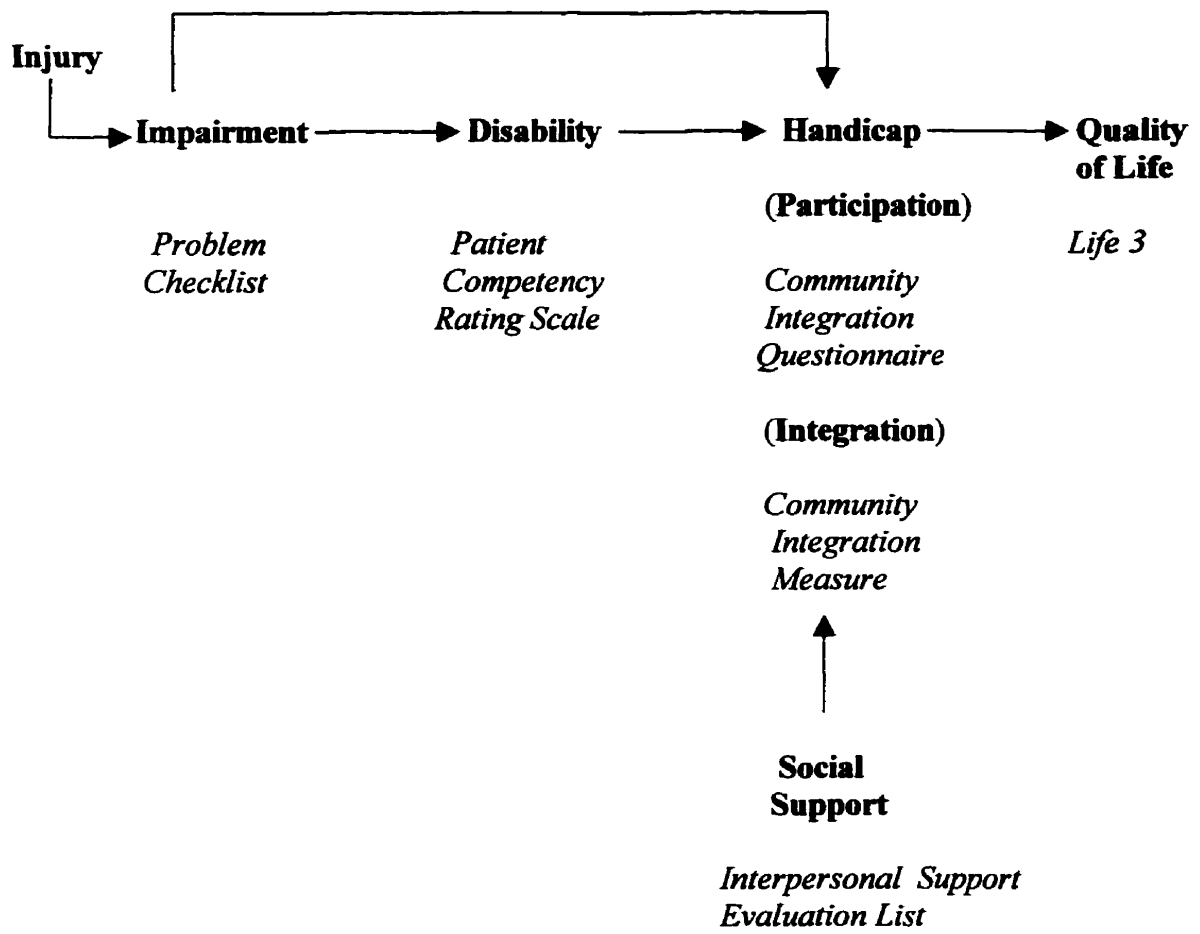 Injury
Impairment
Disability
Handicap
Quality
of Life
(Participation)
Problem
Checklist
Patient
Competency
Rating Scale
Community
Integration
Questionnaire
Life 3
(Integration)
Community
Integration
Measure
Social
Support
Interpersonal Support
Evaluation List